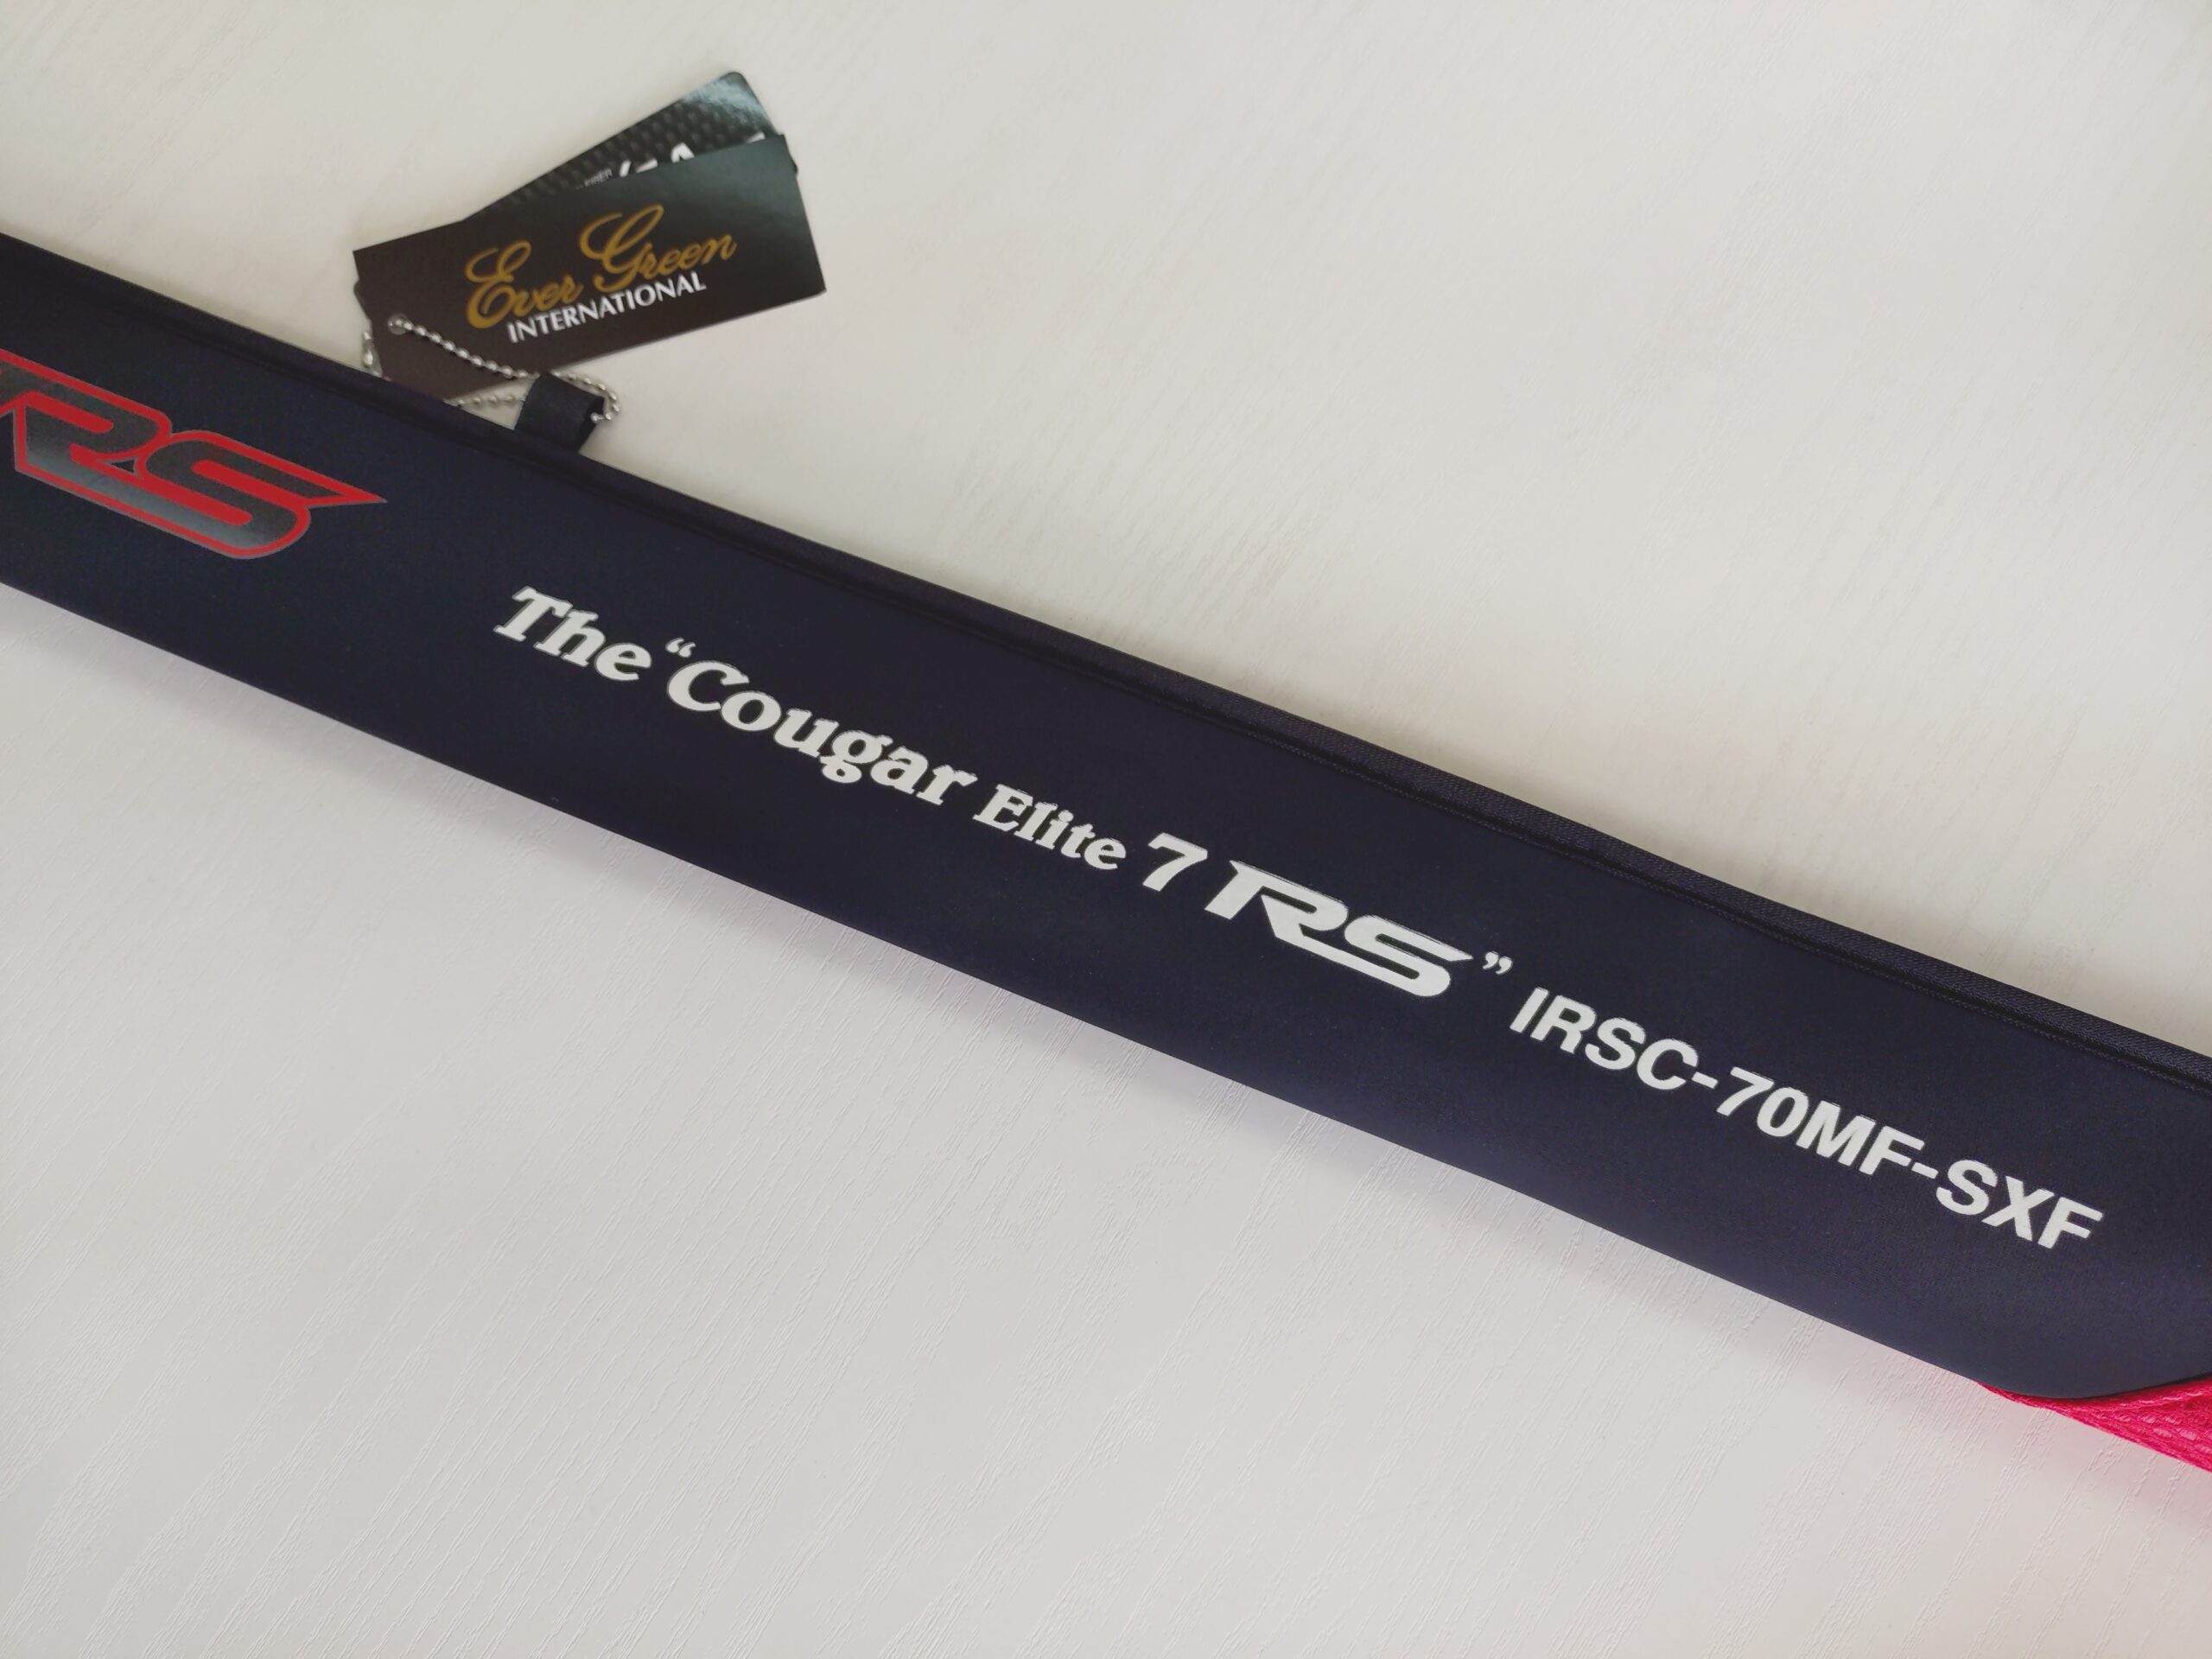 Ever Green
INTERNATIONAL
RS
The “Cougar Elite 7 RS” IRSC-70MF-SXF